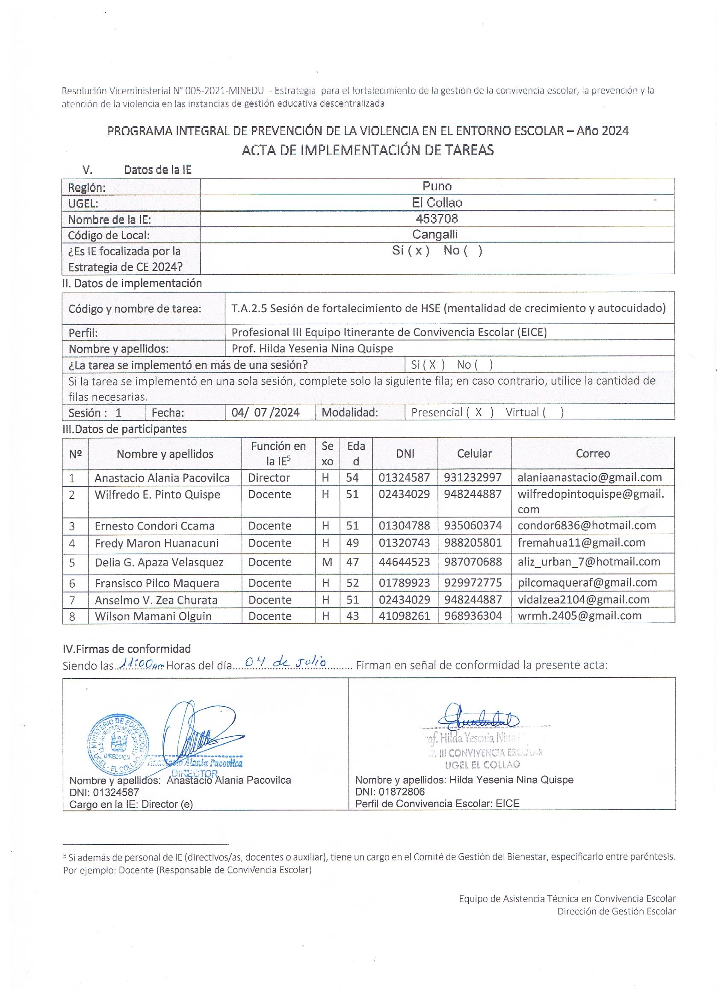 Resolución Viceministerial N° 005-2021-MINEDU - Estrategia para el fortalecimiento de la gestión de la convivencia escolar, la prevención y la
atención de la violencia en las instancias de gestión educativa descentralizada
PROGRAMA INTEGRAL DE PREVENCIÓN DE LA VIOLENCIA EN EL ENTORNO ESCOLAR – Año 2024
ACTA DE IMPLEMENTACIÓN DE TAREAS
V. Datos de la IE
Región: Puno
UGEL: El Collao
Nombre de la IE: 453708
Código de Local: Cangalli
¿Es IE focalizada por la Sí ( x ) No ( )
Estrategia de CE 2024?
II. Datos de implementación
Código y nombre de tarea: T.A.2.5 Sesión de fortalecimiento de HSE (mentalidad de crecimiento y autocuidado)
Perfil: Profesional III Equipo Itinerante de Convivencia Escolar (EICE)
Nombre y apellidos: Prof. Hilda Yesenia Nina Quispe
¿La tarea se implementó en más de una sesión? Sí ( X ) No ( )
Si la tarea se implementó en una sola sesión, complete solo la siguiente fila; en caso contrario, utilice la cantidad de
filas necesarias.
Sesión : 1 Fecha: 04/ 07 /2024 Modalidad: Presencial ( X ) Virtual ( )
III.Datos de participantes
Nº Nombre y apellidos Función en la IE5 Se xo Eda d DNI Celular Correo
1 Anastacio Alania Pacovilca Director H 54 01324587 931232997 alaniaanastacio@gmail.com
2 Wilfredo E. Pinto Quispe Docente H 51 02434029 948244887 wilfredopintoquispe@gmail.
com
3 Ernesto Condori Ccama Docente H 51 01304788 935060374 condor6836@hotmail.com
4 Fredy Maron Huanacuni Docente H 49 01320743 988205801 fremahua11@gmail.com
5 Delia G. Apaza Velasquez Docente M 47 44644523 987070688 aliz_urban_7@hotmail.com
6 Fransisco Pilco Maquera Docente H 52 01789923 929972775 pilcomaqueraf@gmail.com
7 Anselmo V. Zea Churata Docente H 51 02434029 948244887 vidalzea2104@gmail.com
8 Wilson Mamani Olguin Docente H 43 41098261 968936304 wrmh.2405@gmail.com
IV.Firmas de conformidad
Siendo las..11:00am Horas del día...04 de Julio........ Firman en señal de conformidad la presente acta:
MINISTERIO DE EDUCACIÓN
DIRECCIÓN
UGEL - EL COLLAO
Anastacio Alania Pacovilca
DIRECTOR
Nombre y apellidos: Anastacio Alania Pacovilca
DNI: 01324587
Cargo en la IE: Director (e)
Prof. Hilda Yesenia Nina
III CONVIVENCIA ESCOLAR
UGEL EL COLLAO
Nombre y apellidos: Hilda Yesenia Nina Quispe
DNI: 01872806
Perfil de Convivencia Escolar: EICE
5 Si además de personal de IE (directivos/as, docentes o auxiliar), tiene un cargo en el Comité de Gestión del Bienestar, especificarlo entre paréntesis.
Por ejemplo: Docente (Responsable de Convivencia Escolar)
Equipo de Asistencia Técnica en Convivencia Escolar
Dirección de Gestión Escolar